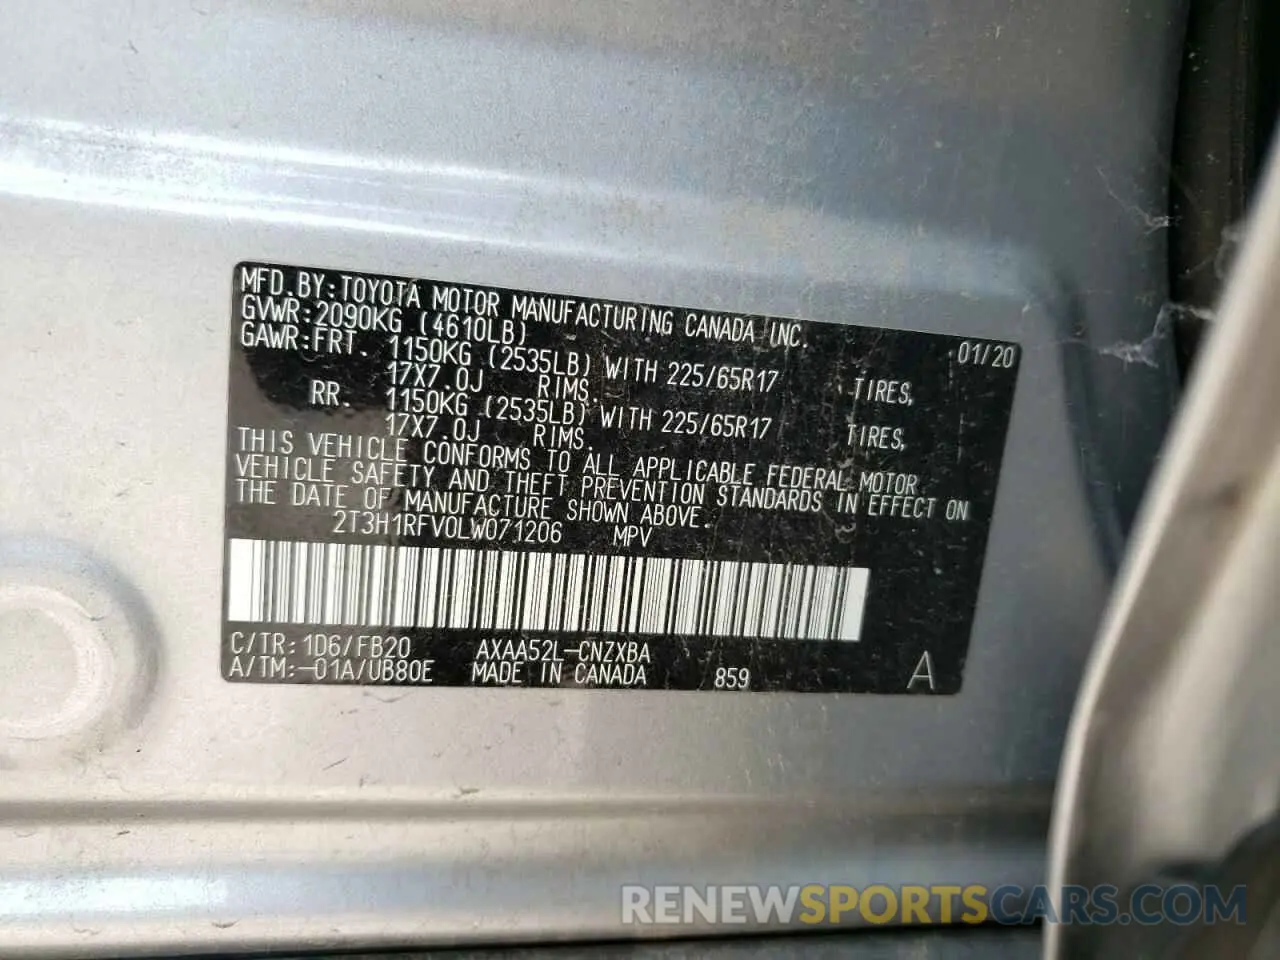 MFD.BY:TOYOTA MOTOR MANUFACTURING CANADA INC.
GVWR:2090KG (4610LB) 01/20
GAWR:FRT. 1150KG (2535LB) WITH 225/65R17 TIRES,
17X7.0J RIMS.
RR. 1150KG (2535LB) WITH 225/65R17 TIRES,
17X7.0J RIMS.
THIS VEHICLE CONFORMS TO ALL APPLICABLE FEDERAL MOTOR
VEHICLE SAFETY AND THEFT PREVENTION STANDARDS IN EFFECT ON
THE DATE OF MANUFACTURE SHOWN ABOVE.
2T3H1RFV0LW071206 MPV
C/TR:1D6/FB20 AXAA52L-CNZXBA
A/TM:-01A/UB80E MADE IN CANADA 859 A
RENEWSPORTSCARS.COM